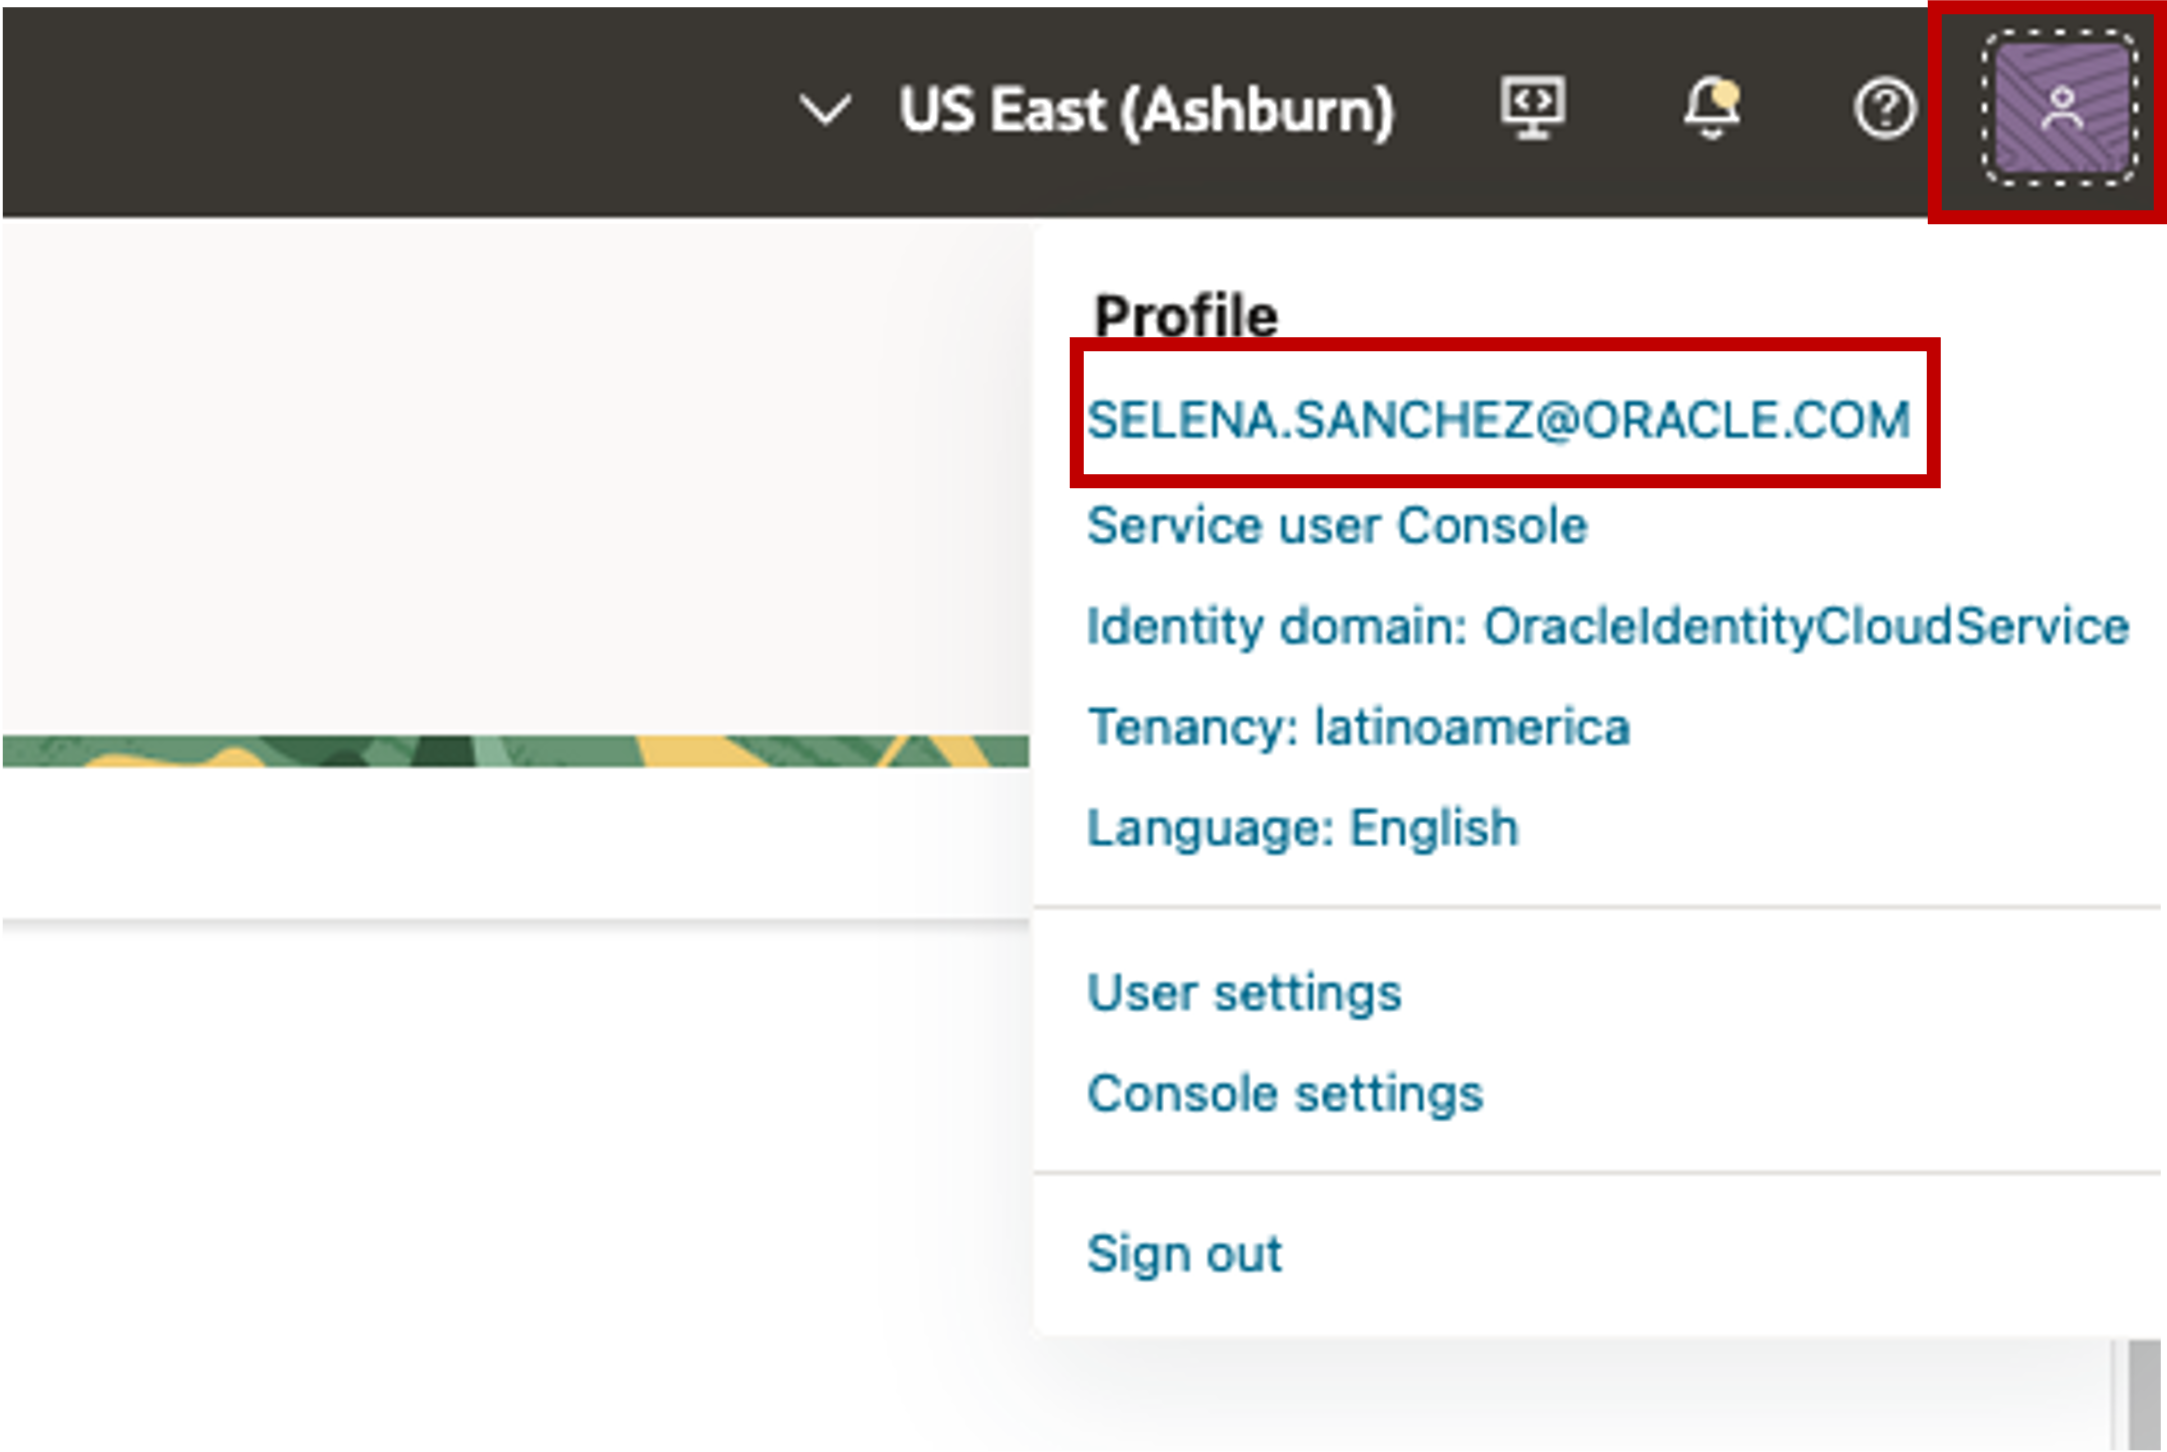 US East (Ashburn)
Profile
SELENA.SANCHEZ@ORACLE.COM
Service user Console
Identity domain: OracleIdentityCloudService
Tenancy: latinoamerica
Language: English
User settings
Console settings
Sign out